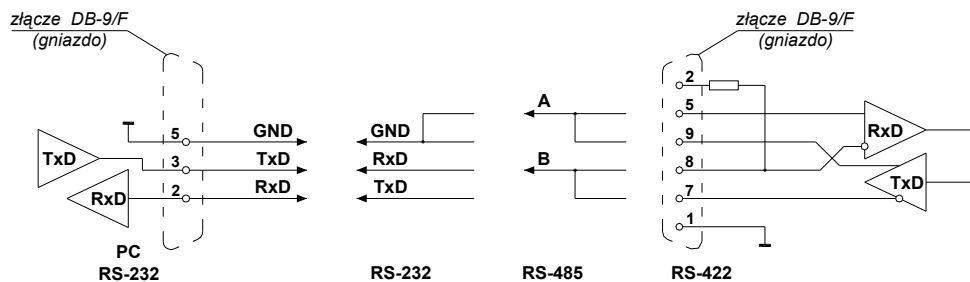 złącze DB-9/F
(gniazdo)
złącze DB-9/F
(gniazdo)
2
A
5
RxD
5
GND
GND
9
TxD
3
TxD
RxD
B
8
TxD
RxD
2
RxD
TxD
7
1
PC
RS-232
RS-232
RS-485
RS-422